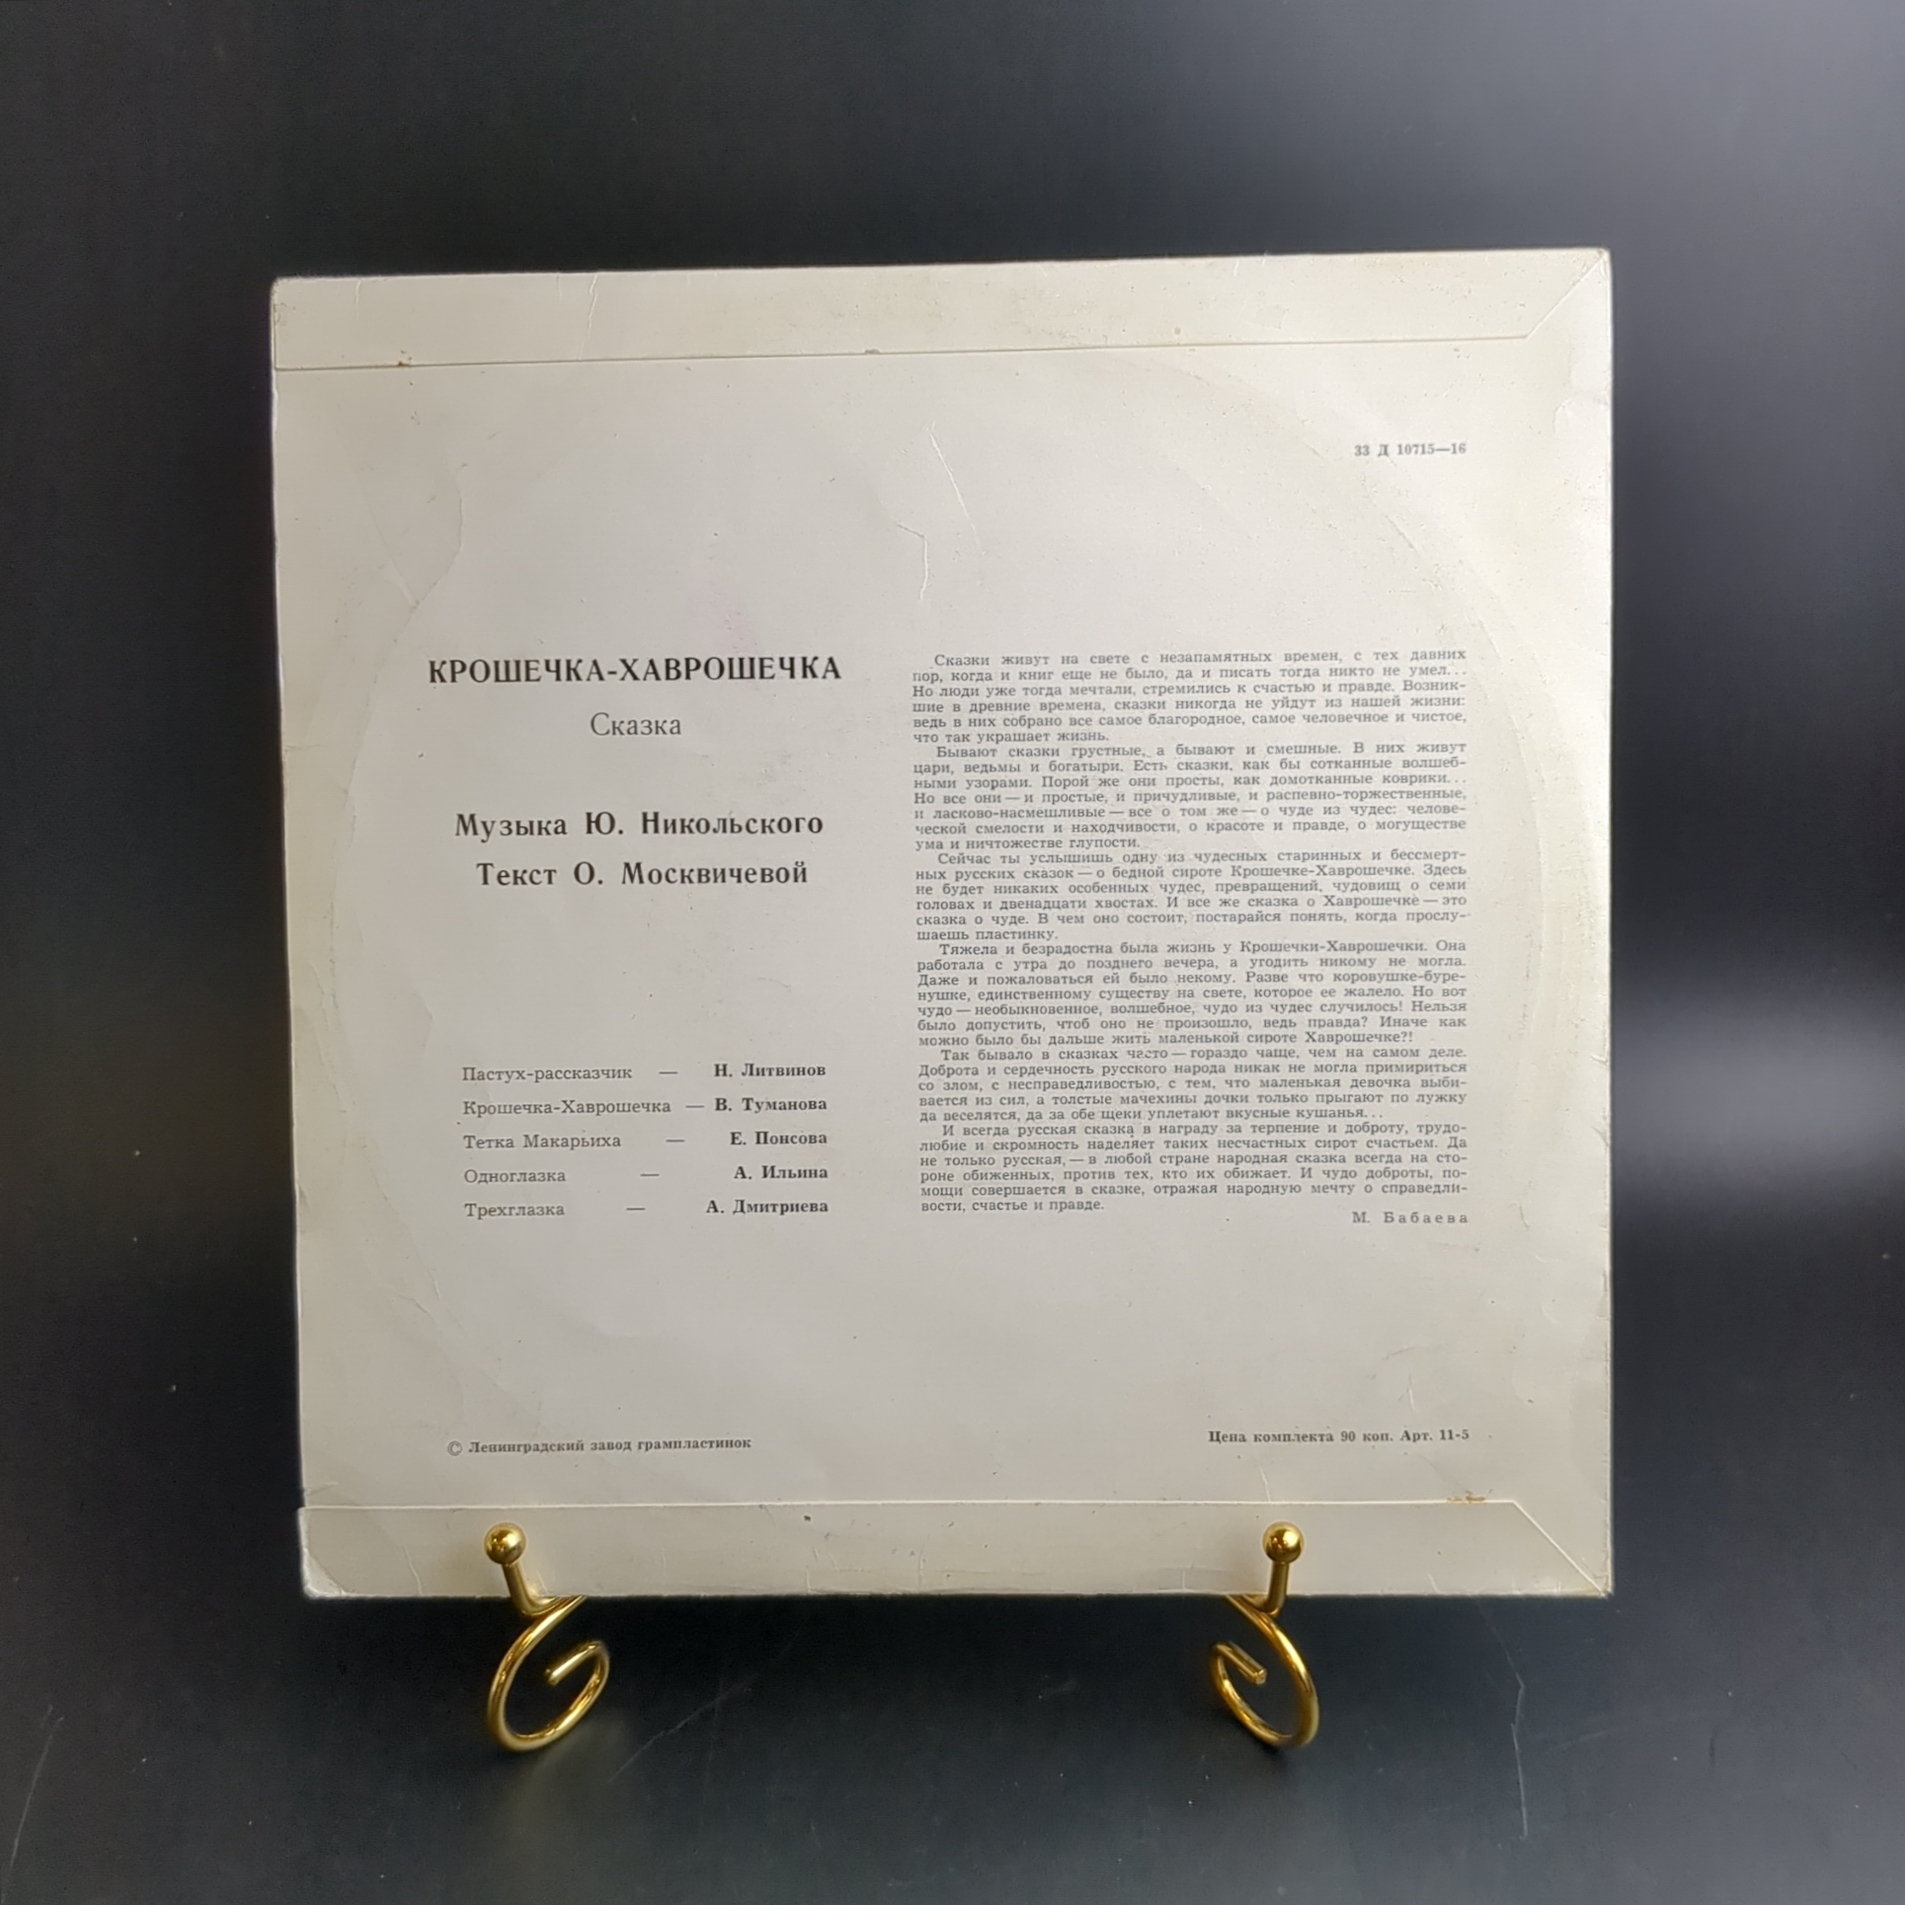 33 Д 10715—16
КРОШЕЧКА-ХАВРОШЕЧКА
Сказка
Музыка Ю. Никольского
Текст О. Москвичевой
Пастух-рассказчик — Н. Литвинов
Крошечка-Хаврошечка — В. Туманова
Тетка Макарьиха — Е. Понсова
Одноглазка — А. Ильина
Трехглазка — А. Дмитриева
Сказки живут на свете с незапамятных времен, с тех давних
пор, когда и книг еще не было, да и писать тогда никто не умел...
Но люди уже тогда мечтали, стремились к счастью и правде. Возник-
шие в древние времена, сказки никогда не уйдут из нашей жизни:
ведь в них собрано все самое благородное, самое человечное и чистое,
что так украшает жизнь.
Бывают сказки грустные, а бывают и смешные. В них живут
цари, ведьмы и богатыри. Есть сказки, как бы сотканные волшеб-
ными узорами. Порой же они просты, как домотканные коврики...
Но все они — и простые, и причудливые, и распевно-торжественные,
и ласково-насмешливые — все о том же — о чуде из чудес: челове-
ческой смелости и находчивости, о красоте и правде, о могуществе
ума и ничтожестве глупости.
Сейчас ты услышишь одну из чудесных старинных и бессмерт-
ных русских сказок — о бедной сироте Крошечке-Хаврошечке. Здесь
не будет никаких особенных чудес, превращений, чудовищ о семи
головах и двенадцати хвостах. И все же сказка о Хаврошечке — это
сказка о чуде. В чем оно состоит, постарайся понять, когда прослу-
шаешь пластинку.
Тяжела и безрадостна была жизнь у Крошечки-Хаврошечки. Она
работала с утра до позднего вечера, а угодить никому не могла.
Даже и пожаловаться ей было некому. Разве что коровушке-буре-
нушке, единственному существу на свете, которое ее жалело. Но вот
чудо — необыкновенное, волшебное, чудо из чудес случилось! Нельзя
было допустить, чтоб оно не произошло, ведь правда? Иначе как
можно было бы дальше жить маленькой сироте Хаврошечке?!
Так бывало в сказках часто — гораздо чаще, чем на самом деле.
Доброта и сердечность русского народа никак не могла примириться
со злом, с несправедливостью, с тем, что маленькая девочка выби-
вается из сил, а толстые мачехины дочки только прыгают по лужку
да веселятся, да за обе щеки уплетают вкусные кушанья...
И всегда русская сказка в награду за терпение и доброту, трудо-
любие и скромность наделяет таких несчастных сирот счастьем. Да
не только русская, — в любой стране народная сказка всегда на сто-
роне обиженных, против тех, кто их обижает. И чудо доброты, по-
мощи совершается в сказке, отражая народную мечту о справедли-
вости, счастье и правде.
М. Бабаева
© Ленинградский завод грампластинок
Цена комплекта 90 коп. Арт. 11-5